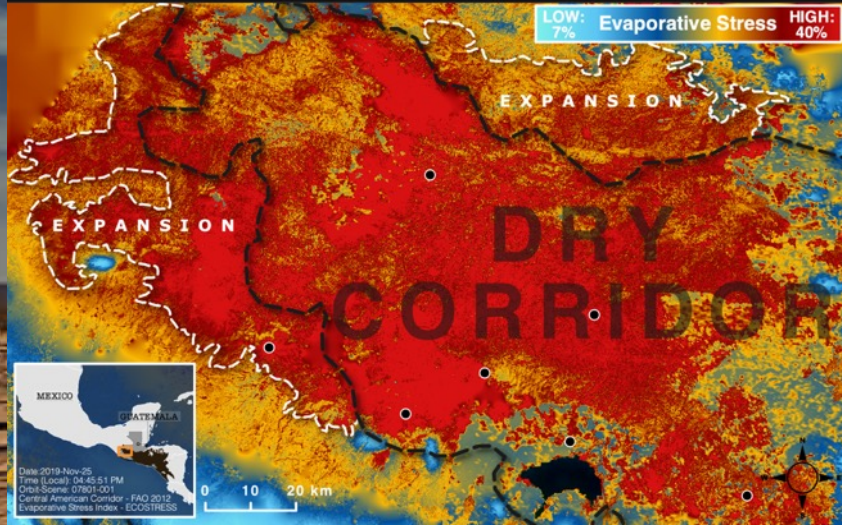 LOW: 7%
Evaporative Stress
HIGH: 40%
EXPANSION
EXPANSION
DRY
CORRIDOR
MEXICO
GUATEMALA
Date:2019-Nov-25
Time (Local): 04:45:51 PM
Orbit-Scene: 07801-001
Central American Corridor - FAO 2012
Evaporative Stress Index - ECOSTRESS
0 10 20 km
N